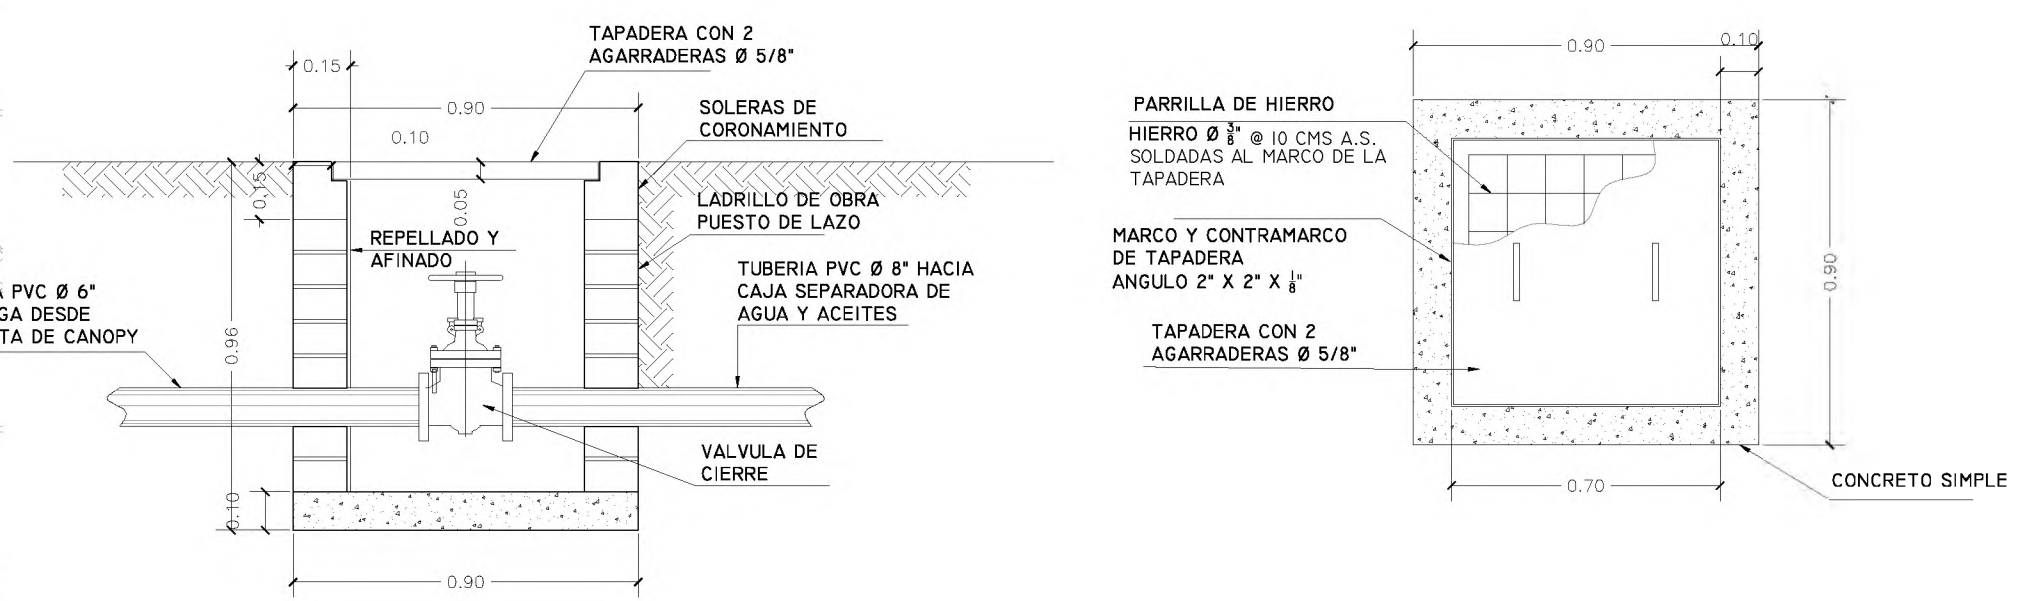 TAPADERA CON 2
AGARRADERAS Ø 5/8"
0.15
0.90
SOLERAS DE
CORONAMIENTO
0.10
0.15
0.05
LADRILLO DE OBRA
PUESTO DE LAZO
REPELLADO Y
AFINADO
TUBERIA PVC Ø 8" HACIA
CAJA SEPARADORA DE
AGUA Y ACEITES
PVC Ø 6"
DESDE
DE CANOPY
0.96
VALVULA DE
CIERRE
0.10
0.90
0.90
0.10
PARRILLA DE HIERRO
HIERRO Ø 3/8" @ 10 CMS A.S.
SOLDADAS AL MARCO DE LA
TAPADERA
MARCO Y CONTRAMARCO
DE TAPADERA
ANGULO 2" X 2" X 1/8"
0.90
TAPADERA CON 2
AGARRADERAS Ø 5/8"
0.70
CONCRETO SIMPLE